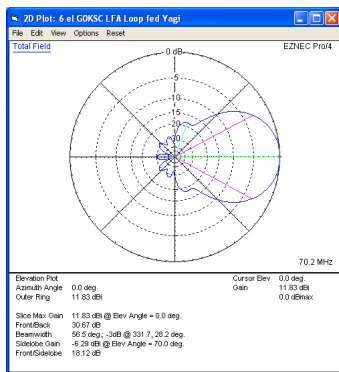 2D Plot: 6 el G0KSC LFA Loop fed Yagi
File Edit View Options Reset
Total Field
EZNEC Pro/4
0 dB
-5
-10
-15
-20
-30
70.2 MHz
Elevation Plot
Azimuth Angle 0.0 deg.
Outer Ring 11.83 dBi
Cursor Elev 0.0 deg.
Gain 11.83 dBi
0.0 dBmax
Slice Max Gain 11.83 dBi @ Elev Angle = 0.0 deg.
Front/Back 30.67 dB
Beamwidth 56.5 deg.; -3dB @ 331.7, 28.2 deg.
Sidelobe Gain -6.29 dBi @ Elev Angle = 70.0 deg.
Front/Sidelobe 18.12 dB